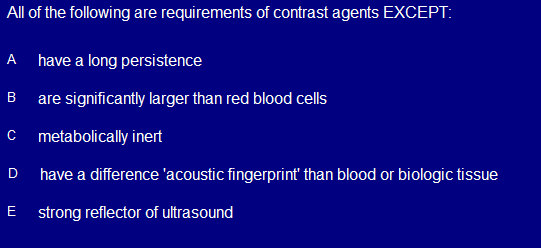 All of the following are requirements of contrast agents EXCEPT:
A have a long persistence
B are significantly larger than red blood cells
C metabolically inert
D have a difference 'acoustic fingerprint' than blood or biologic tissue
E strong reflector of ultrasound